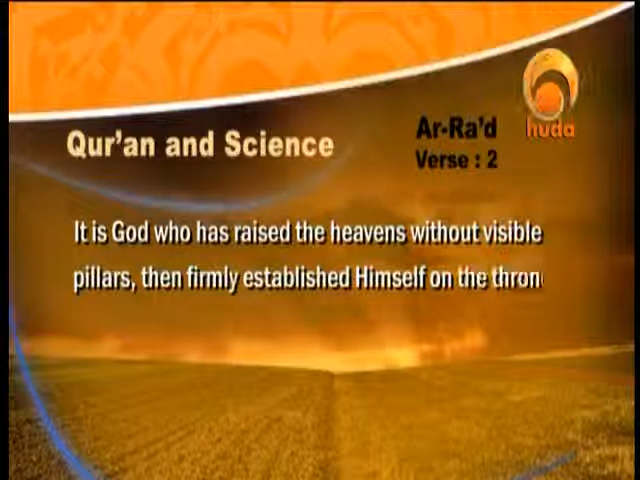 huda
Qur'an and Science
Ar-Ra'd
Verse : 2
It is God who has raised the heavens without visible
pillars, then firmly established Himself on the thron